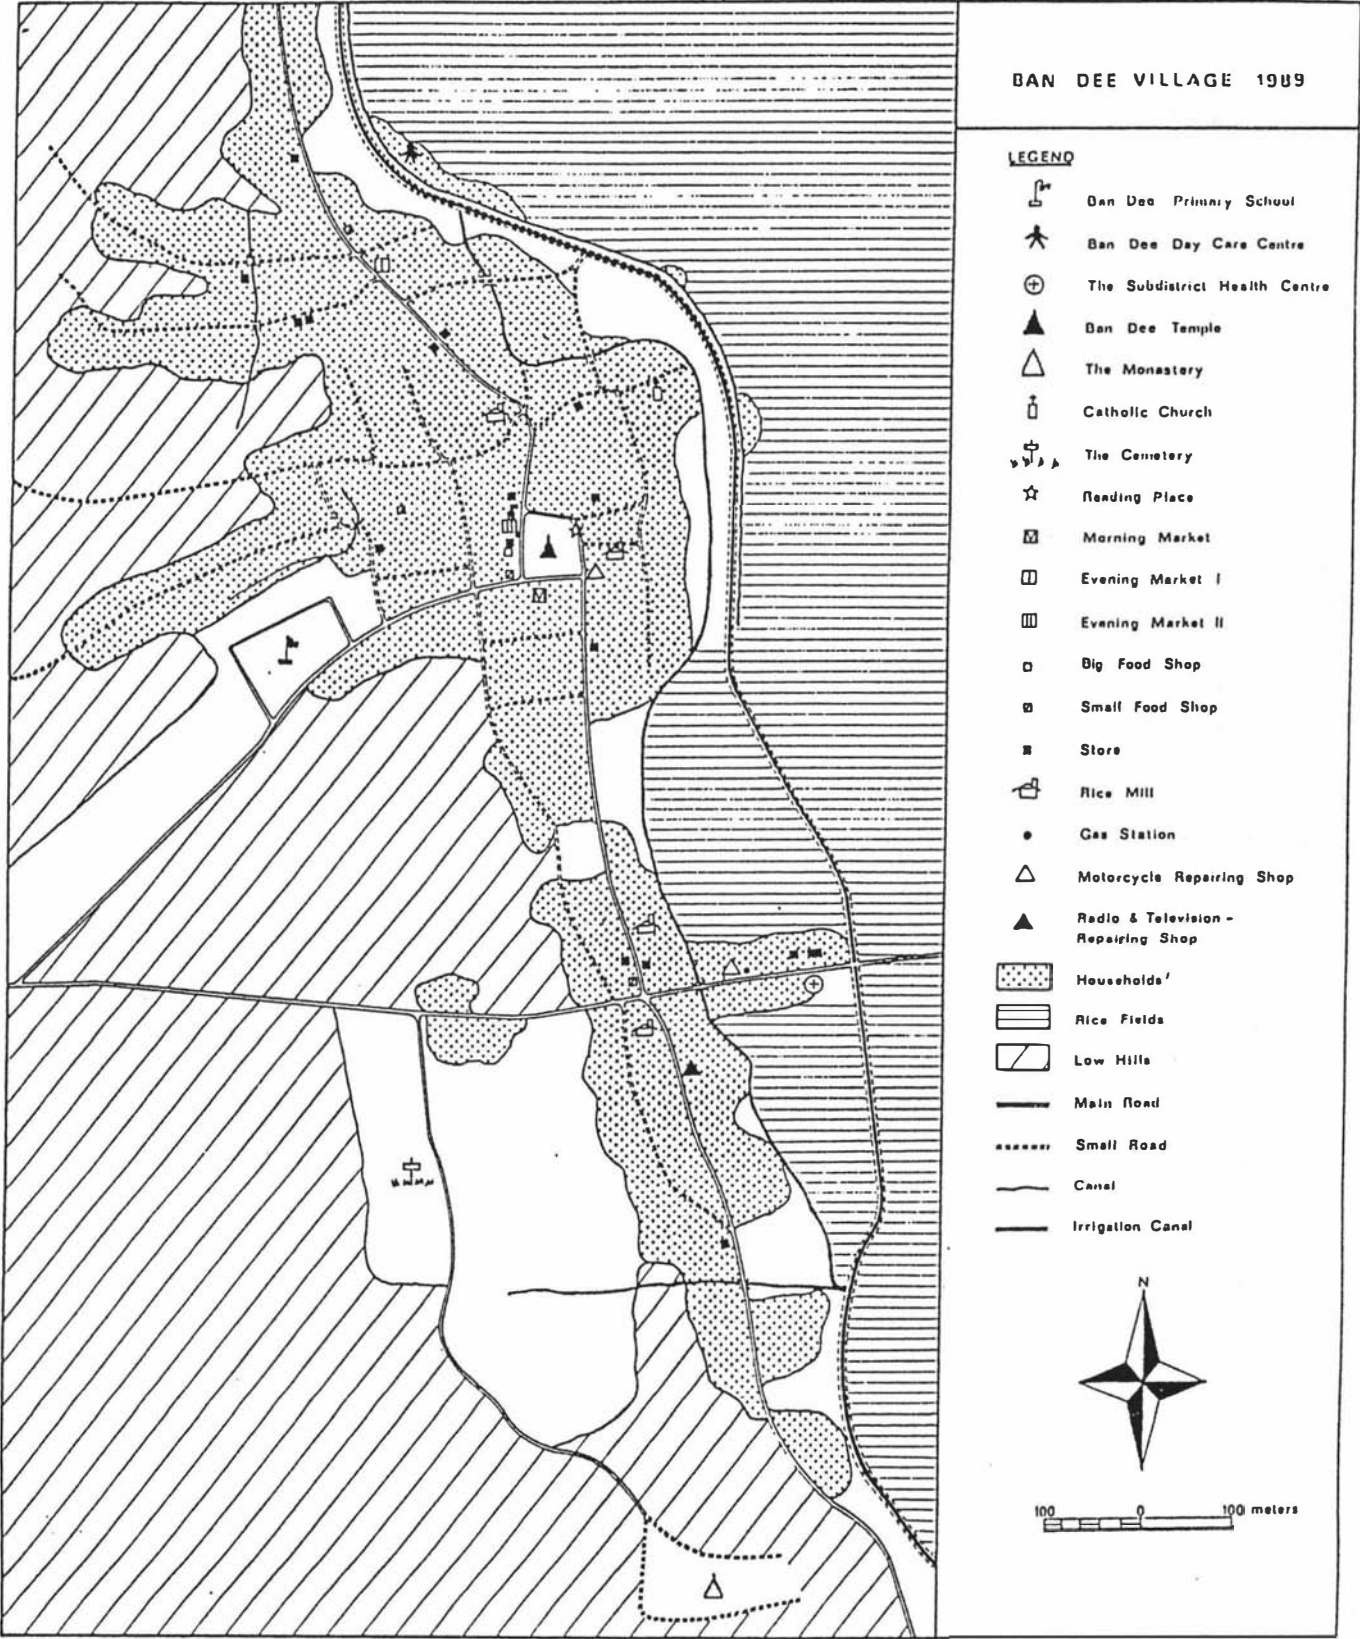 BAN DEE VILLAGE 1989
LEGEND
Ban Dee Primary School
Ban Dee Day Care Centre
The Subdistrict Health Centre
Ban Dee Temple
The Monastery
Catholic Church
The Cemetery
Reading Place
Morning Market
Evening Market I
Evening Market II
Big Food Shop
Small Food Shop
Store
Rice Mill
Gas Station
Motorcycle Repairing Shop
Radio & Television -
Repairing Shop
Households'
Rice Fields
Low Hills
Main Road
Small Road
Canal
Irrigation Canal
N
100 0 100 meters